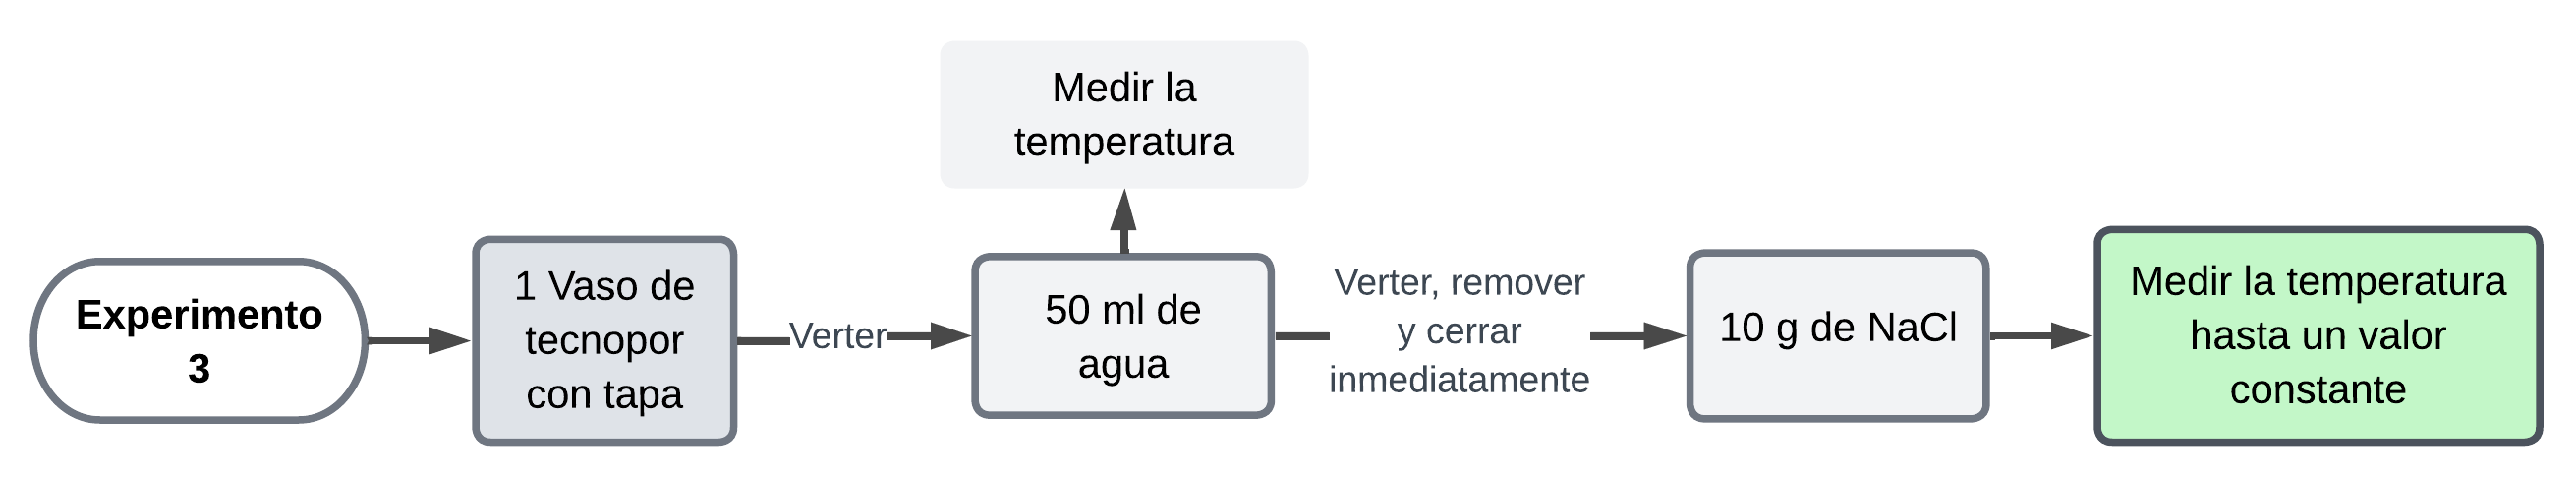 Experimento
3
1 Vaso de
tecnopor
con tapa
Verter
Medir la
temperatura
50 ml de
agua
Verter, remover
y cerrar
inmediatamente
10 g de NaCl
Medir la temperatura
hasta un valor
constante